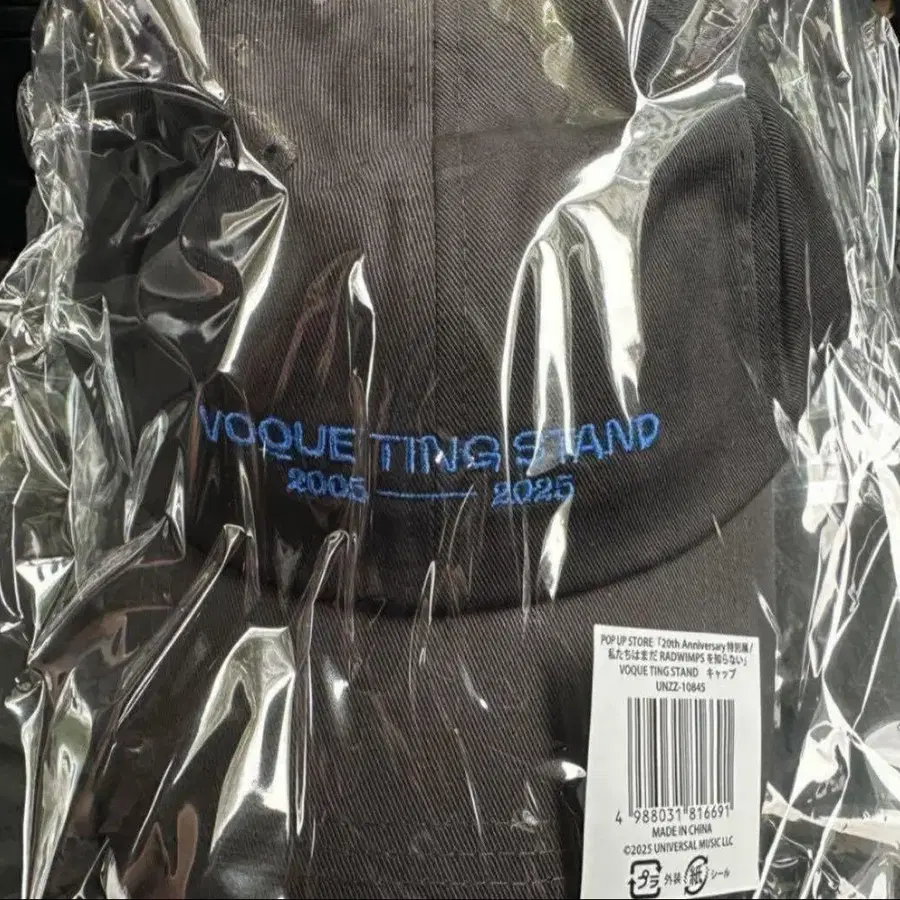 VOQUE TING STAND
2005 2025
POP UP STORE「20th Anniversary 特別展 /
私たちはまだ RADWIMPS を知らない」
VOQUE TING STAND キャップ
UNZZ-10845
4 988031 816691
MADE IN CHINA
©2025 UNIVERSAL MUSIC LLC
プラ 外装 紙 シール